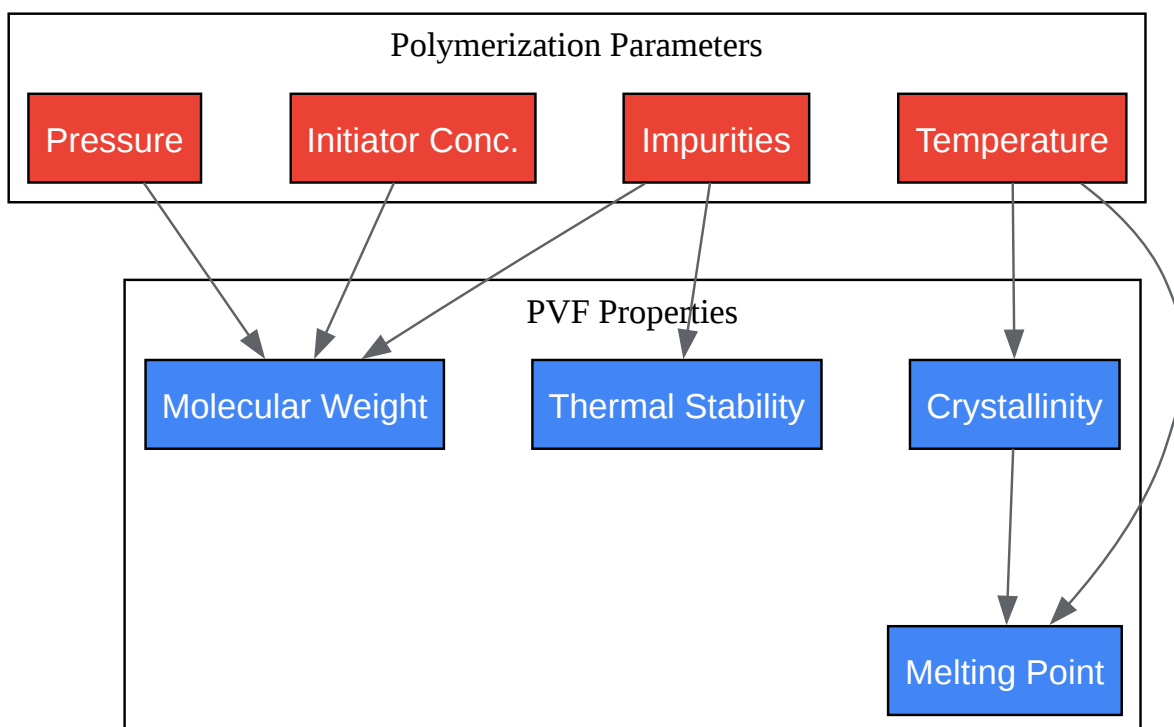 Polymerization Parameters
Pressure
Initiator Conc.
Impurities
Temperature
PVF Properties
Molecular Weight
Thermal Stability
Crystallinity
Melting Point